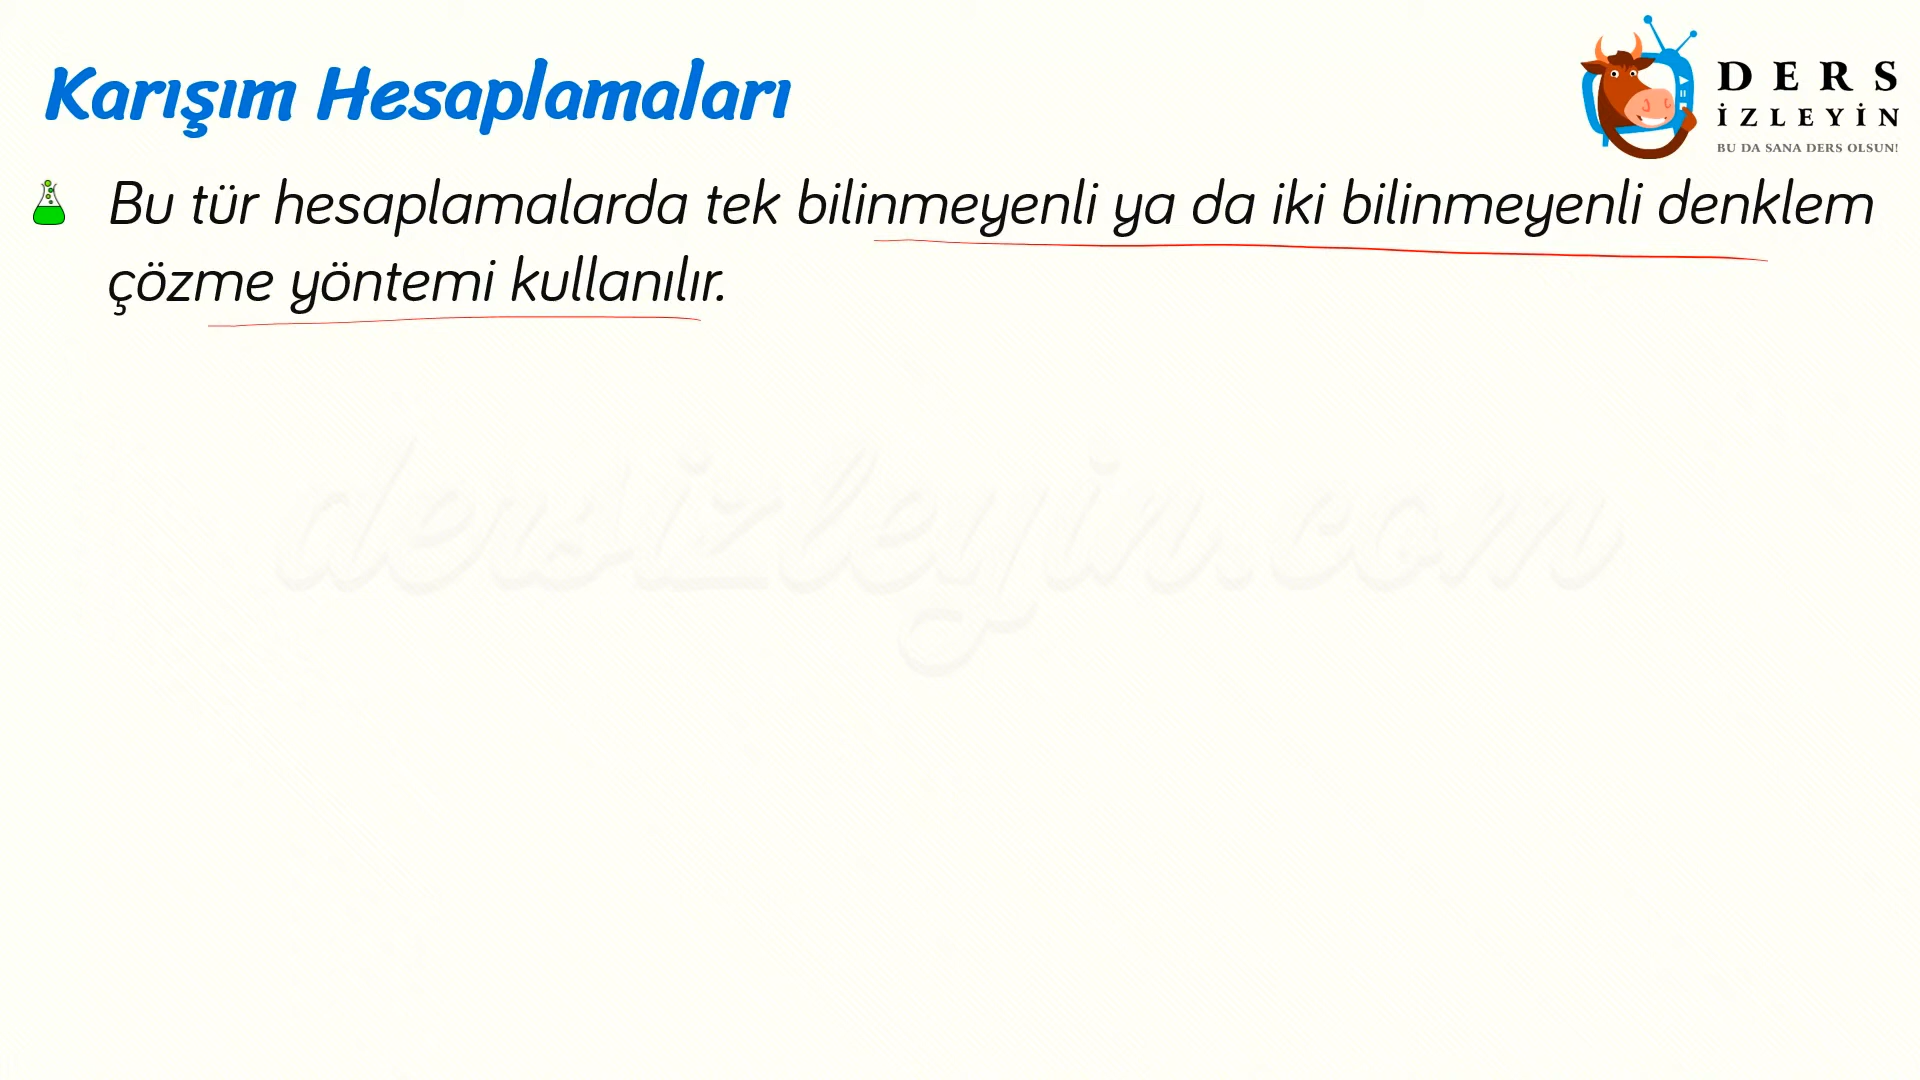 Karışım Hesaplamaları
DERS
İZLEYİN
BU DA SANA DERS OLSUN!
Bu tür hesaplamalarda tek bilinmeyenli ya da iki bilinmeyenli denklem
çözme yöntemi kullanılır.
dersizleyin.com